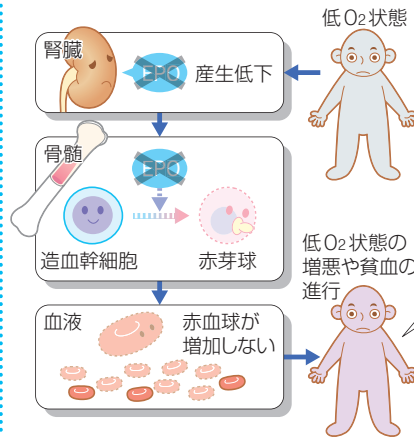 低O₂状態
腎臓
EPO
産生低下
骨髄
EPO
造血幹細胞
赤芽球
低O₂状態の
増悪や貧血の
進行
血液
赤血球が
増加しない